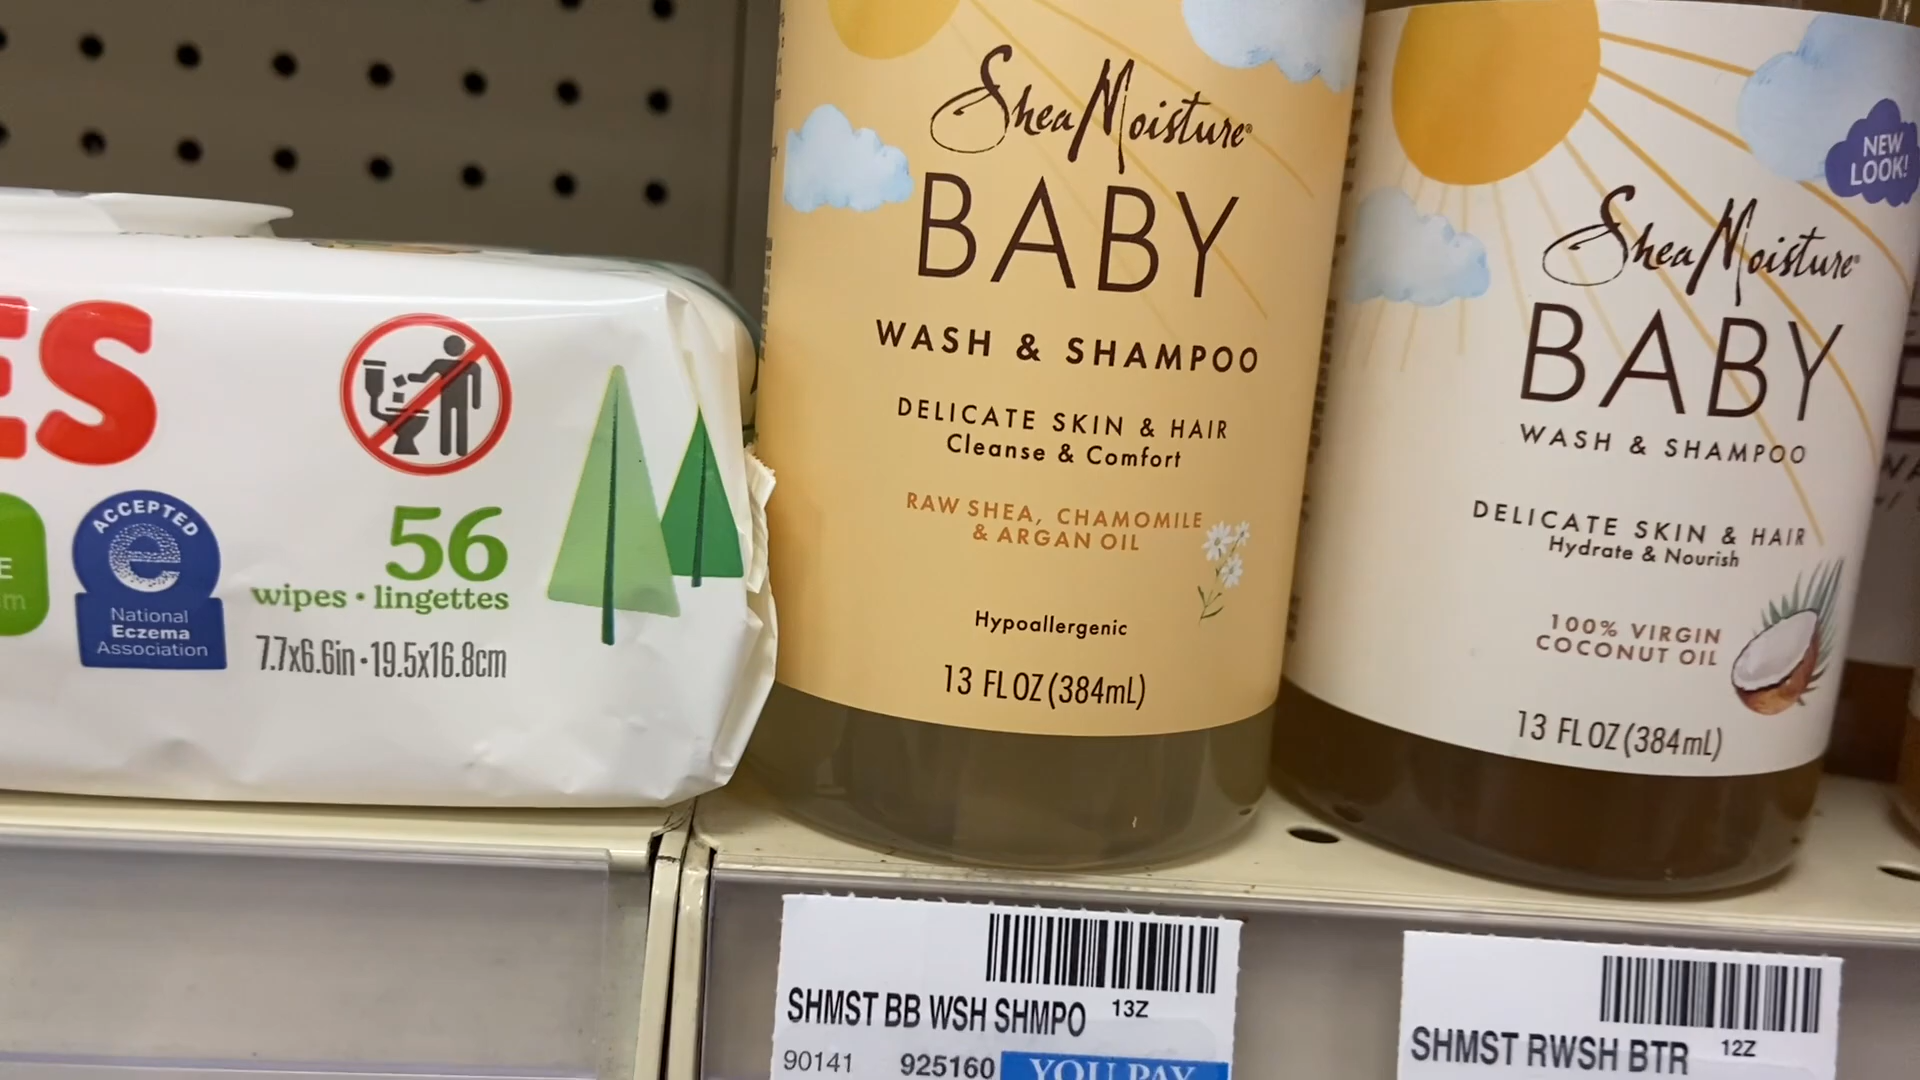 ES
ACCEPTED
e
National
Eczema
Association
56
wipes • lingettes
7.7x6.6in • 19.5x16.8cm
E
m
SheaMoisture®
BABY
WASH & SHAMPOO
DELICATE SKIN & HAIR
Cleanse & Comfort
RAW SHEA, CHAMOMILE
& ARGAN OIL
Hypoallergenic
13 FL OZ (384mL)
NEW
LOOK!
SheaMoisture®
BABY
WASH & SHAMPOO
DELICATE SKIN & HAIR
Hydrate & Nourish
100% VIRGIN
COCONUT OIL
13 FL OZ (384mL)
SHMST BB WSH SHMPO 13Z
90141 925160 YOU PAY
SHMST RWSH BTR 12Z